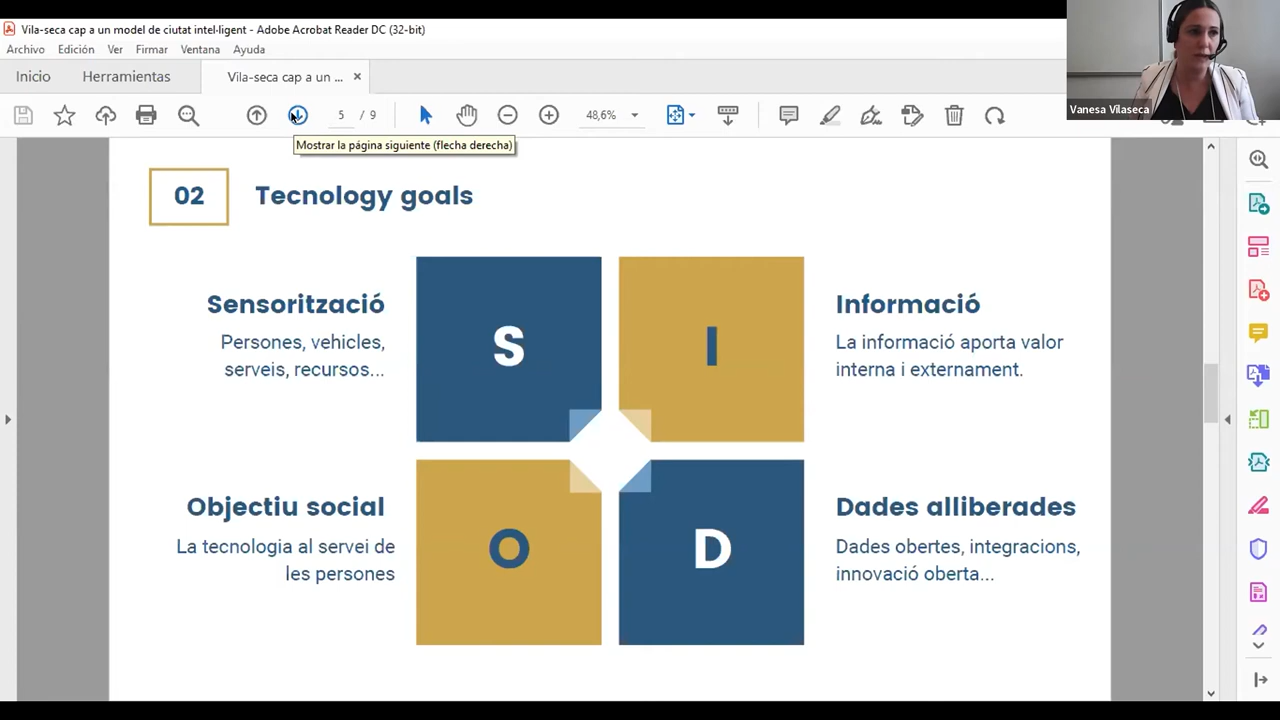 Vila-seca cap a un model de ciutat intel·ligent - Adobe Acrobat Reader DC (32-bit)
Archivo Edición Ver Firmar Ventana Ayuda
Inicio Herramientas Vila-seca cap a un ... ×
5 / 9 48,6%
Vanesa Vilaseca
Mostrar la página siguiente (flecha derecha)
02 Tecnology goals
Sensorització
Persones, vehicles,
serveis, recursos...
S
I
Informació
La informació aporta valor
interna i externament.
Objectiu social
La tecnologia al servei de
les persones
O
D
Dades alliberades
Dades obertes, integracions,
innovació oberta...